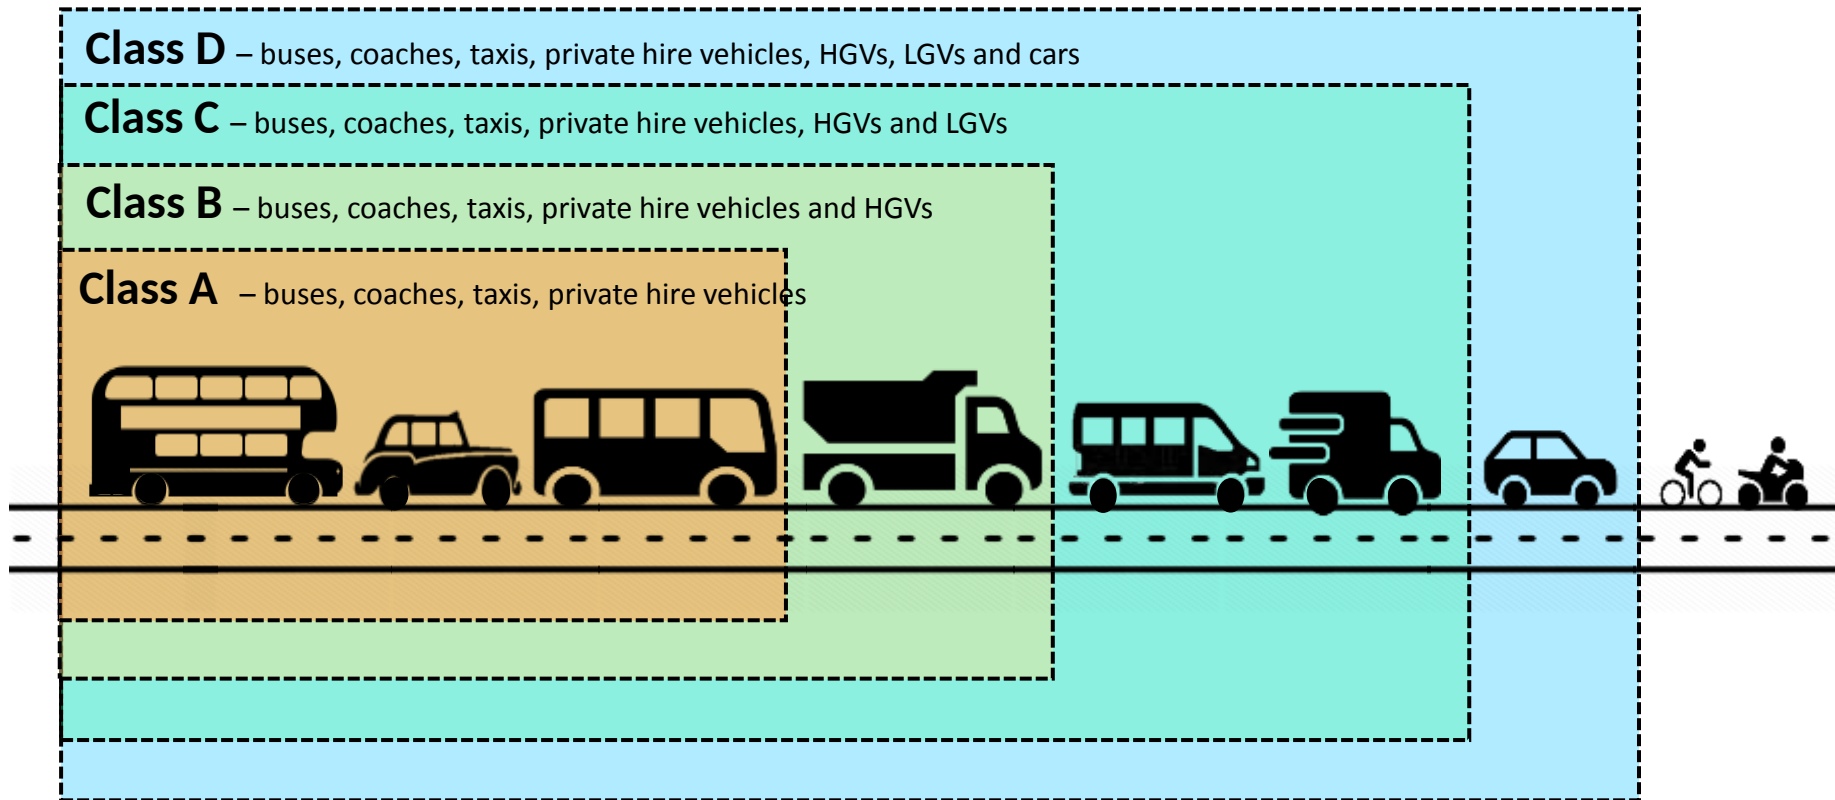 Class D – buses, coaches, taxis, private hire vehicles, HGVs, LGVs and cars
Class C – buses, coaches, taxis, private hire vehicles, HGVs and LGVs
Class B – buses, coaches, taxis, private hire vehicles and HGVs
Class A – buses, coaches, taxis, private hire vehicles